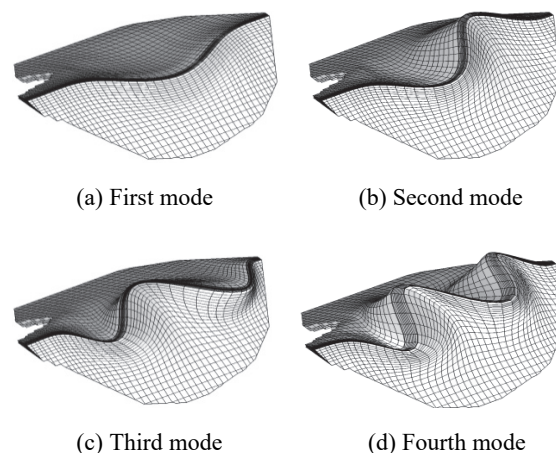 (a) First mode
(b) Second mode
(c) Third mode
(d) Fourth mode